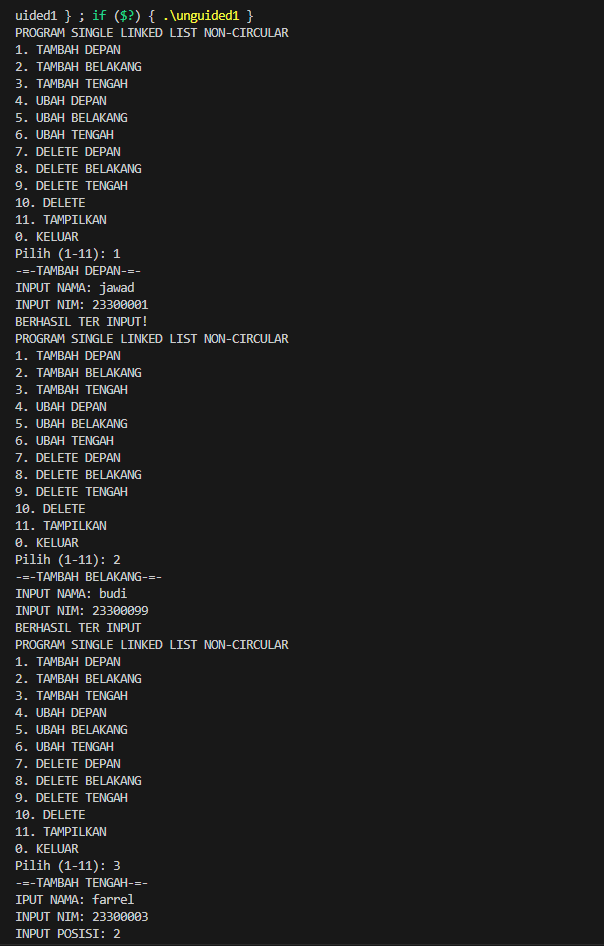 uided1 } ; if ($?) { .\unguided1 }
PROGRAM SINGLE LINKED LIST NON-CIRCULAR
1. TAMBAH DEPAN
2. TAMBAH BELAKANG
3. TAMBAH TENGAH
4. UBAH DEPAN
5. UBAH BELAKANG
6. UBAH TENGAH
7. DELETE DEPAN
8. DELETE BELAKANG
9. DELETE TENGAH
10. DELETE
11. TAMPILKAN
0. KELUAR
Pilih (1-11): 1
-=-TAMBAH DEPAN-=-
INPUT NAMA: jawad
INPUT NIM: 23300001
BERHASIL TER INPUT!
PROGRAM SINGLE LINKED LIST NON-CIRCULAR
1. TAMBAH DEPAN
2. TAMBAH BELAKANG
3. TAMBAH TENGAH
4. UBAH DEPAN
5. UBAH BELAKANG
6. UBAH TENGAH
7. DELETE DEPAN
8. DELETE BELAKANG
9. DELETE TENGAH
10. DELETE
11. TAMPILKAN
0. KELUAR
Pilih (1-11): 2
-=-TAMBAH BELAKANG-=-
INPUT NAMA: budi
INPUT NIM: 23300099
BERHASIL TER INPUT
PROGRAM SINGLE LINKED LIST NON-CIRCULAR
1. TAMBAH DEPAN
2. TAMBAH BELAKANG
3. TAMBAH TENGAH
4. UBAH DEPAN
5. UBAH BELAKANG
6. UBAH TENGAH
7. DELETE DEPAN
8. DELETE BELAKANG
9. DELETE TENGAH
10. DELETE
11. TAMPILKAN
0. KELUAR
Pilih (1-11): 3
-=-TAMBAH TENGAH-=-
IPUT NAMA: farrel
INPUT NIM: 23300003
INPUT POSISI: 2